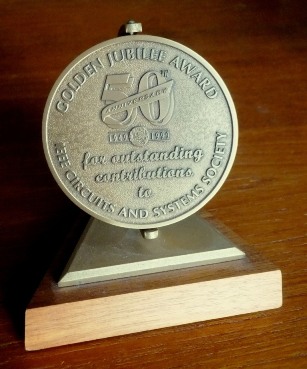 GOLDEN JUBILEE AWARD
50TH
ANNIVERSARY
1949 1999
for outstanding
contributions
to
IEEE CIRCUITS AND SYSTEMS SOCIETY